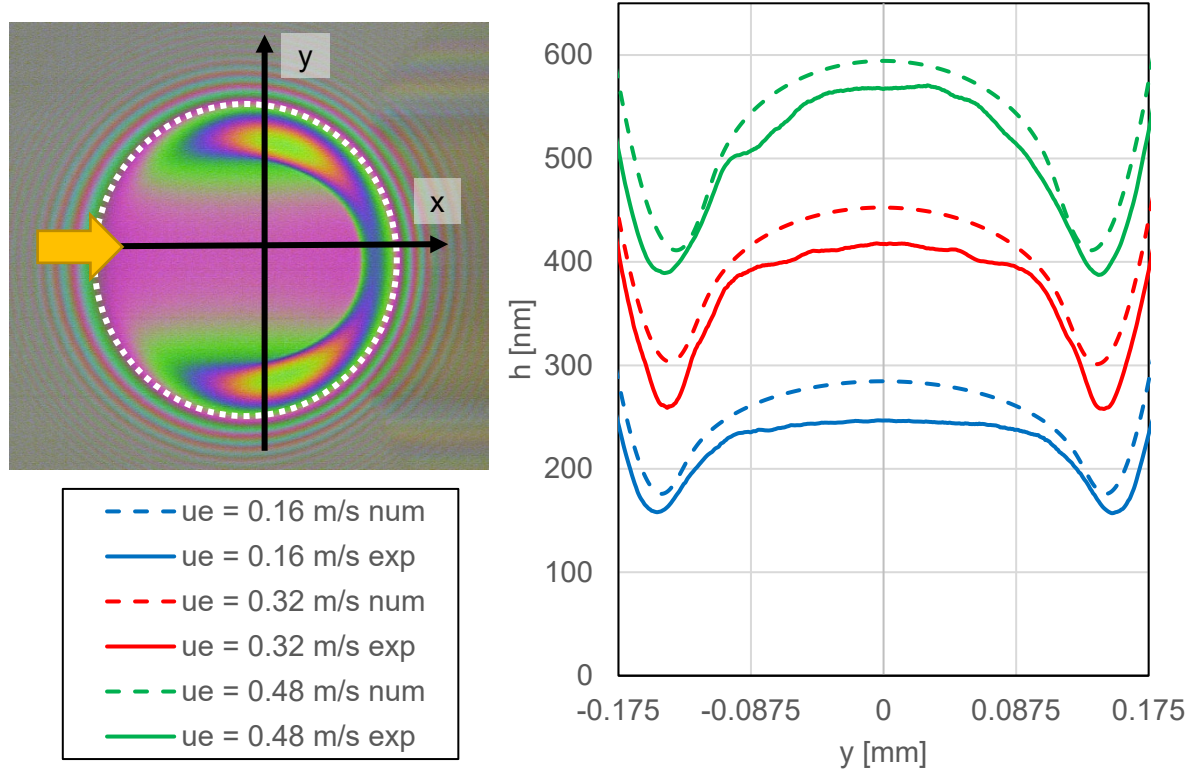 y
x
ue = 0.16 m/s num
ue = 0.16 m/s exp
ue = 0.32 m/s num
ue = 0.32 m/s exp
ue = 0.48 m/s num
ue = 0.48 m/s exp
600
500
400
300
200
100
0
h [nm]
-0.175 -0.0875 0 0.0875 0.175
y [mm]